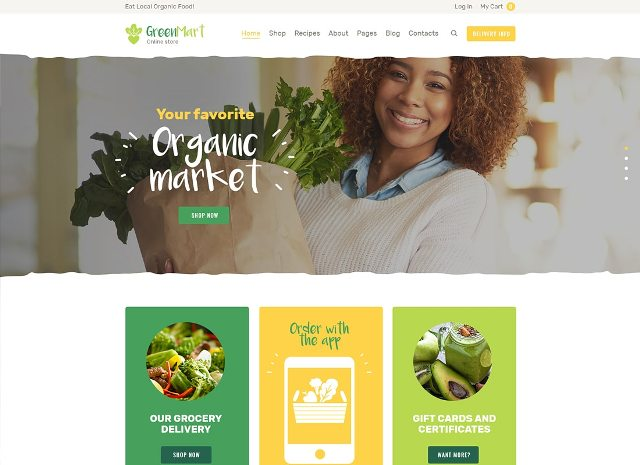 Eat Local Organic Food!
Log In
My Cart 0
GreenMart
Online store
Home Shop Recipes About Pages Blog Contacts
DELIVERY INFO
Your favorite
Organic
market
SHOP NOW
OUR GROCERY
DELIVERY
SHOP NOW
Order with
the app
GIFT CARDS AND
CERTIFICATES
WANT MORE?